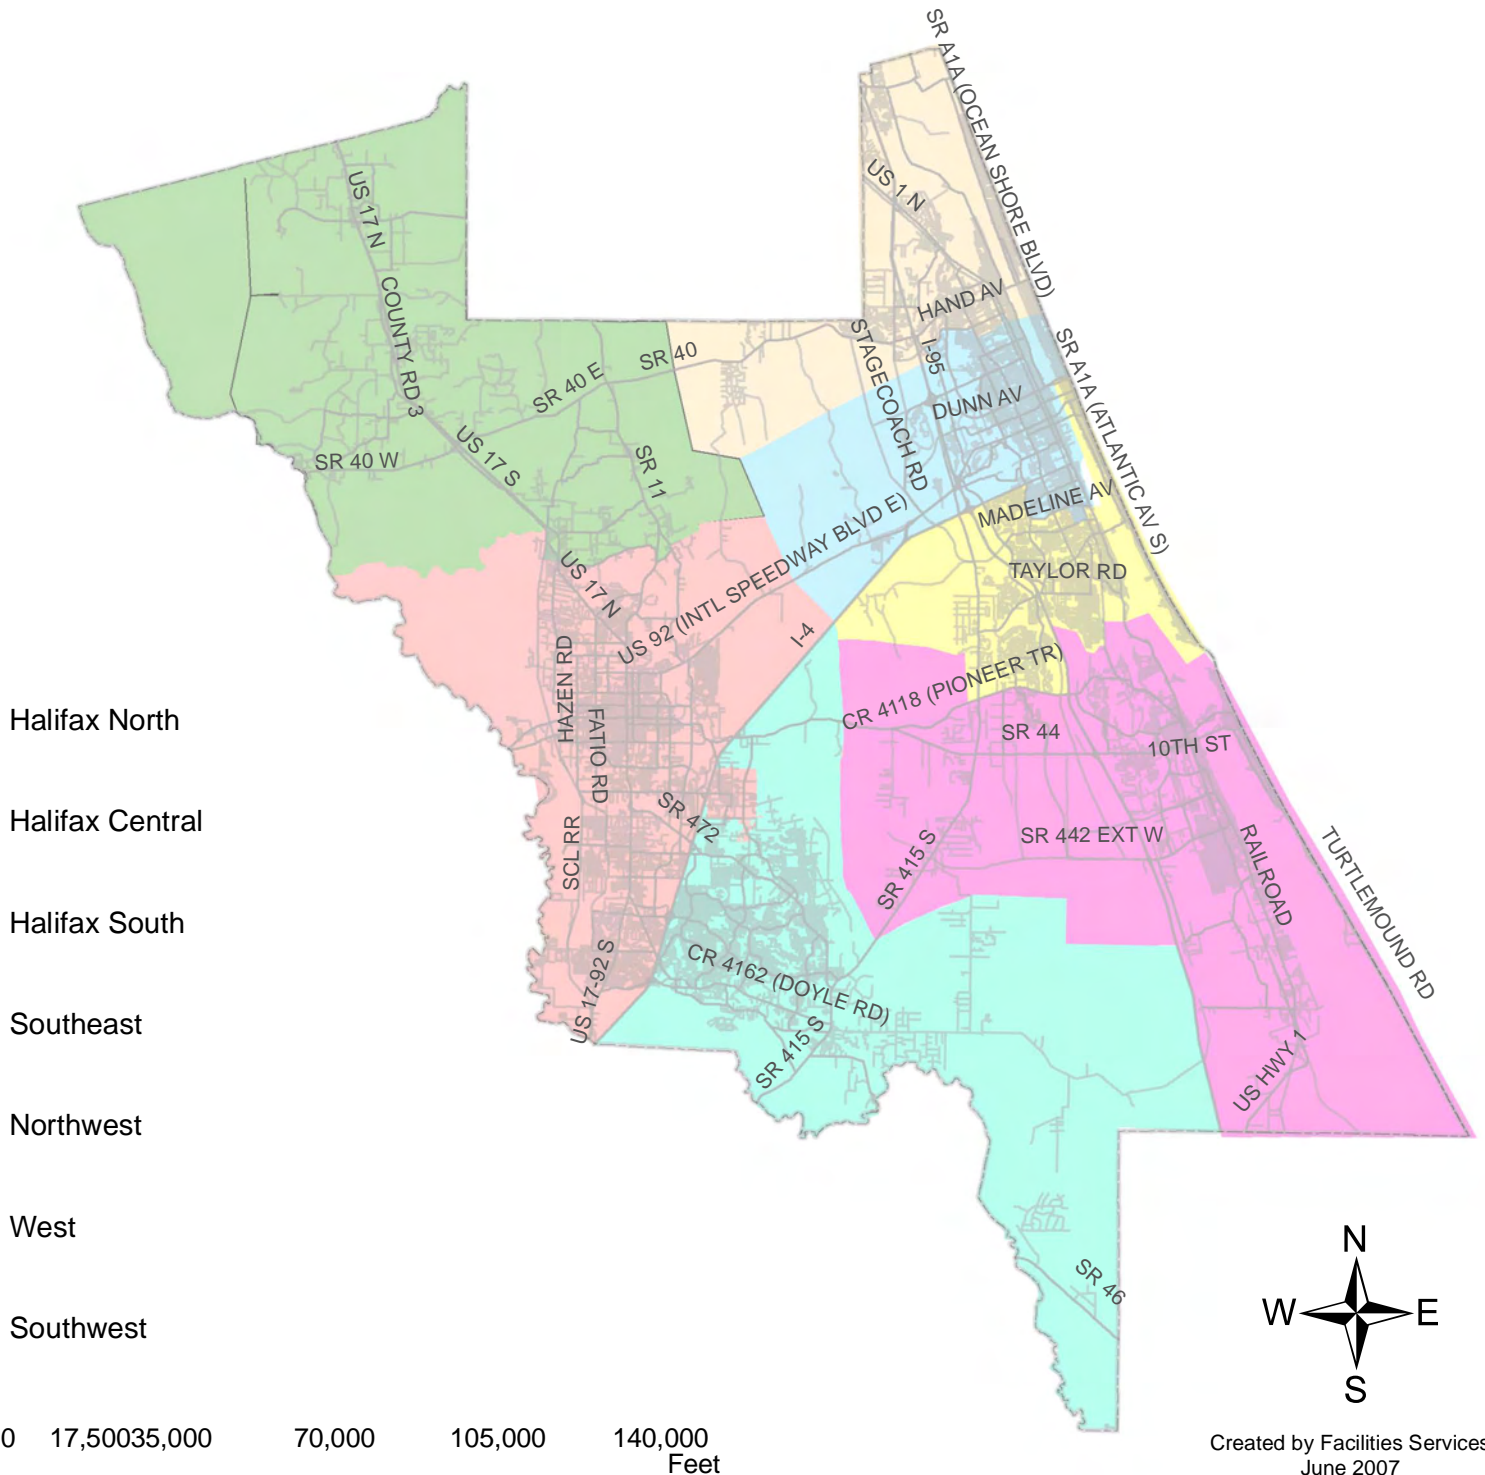 SR A1A (OCEAN SHORE BLVD)
US 1 N
US 17 N
HAND AV
COUNTY RD 3
STAGECOACH RD
I-95
SR A1A (ATLANTIC AV S)
SR 40
SR 40 E
DUNN AV
SR 40 W
US 17 S
SR 11
MADELINE AV
US 92 (INTL SPEEDWAY BLVD E)
TAYLOR RD
US 17 N
I-4
HAZEN RD
FATIO RD
CR 4118 (PIONEER TR)
SR 44
10TH ST
SR 472
SCL RR
SR 415 S
SR 442 EXT W
RAILROAD
TURTLEMOUND RD
US 17-92 S
CR 4162 (DOYLE RD)
SR 415 S
US HWY 1
SR 46
Halifax North
Halifax Central
Halifax South
Southeast
Northwest
West
Southwest
N
W E
S
0 17,50035,000 70,000 105,000 140,000
Feet
Created by Facilities Services
June 2007